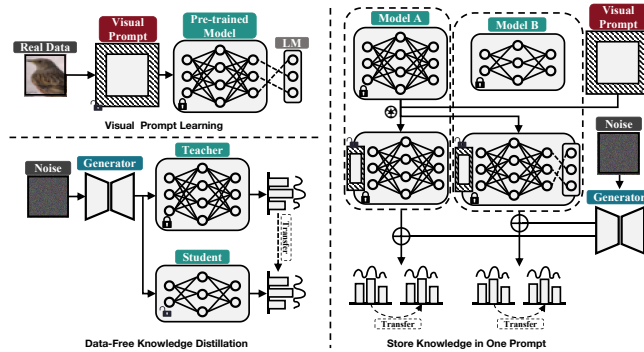 Real Data
Visual
Prompt
Pre-trained
Model
LM
Visual Prompt Learning
Noise
Generator
Teacher
Transfer
Student
Data-Free Knowledge Distillation
Model A
Model B
Visual
Prompt
Noise
Generator
Transfer
Transfer
Store Knowledge in One Prompt